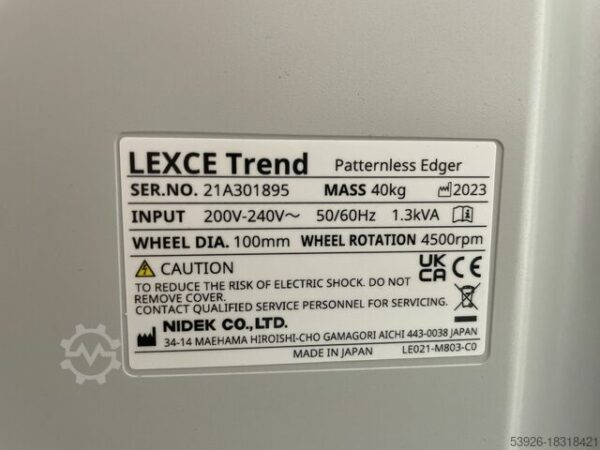 LEXCE Trend Patternless Edger
SER.NO. 21A301895 MASS 40kg 2023
INPUT 200V-240V~ 50/60Hz 1.3kVA
WHEEL DIA. 100mm WHEEL ROTATION 4500rpm
CAUTION
UK CA CE
TO REDUCE THE RISK OF ELECTRIC SHOCK. DO NOT
REMOVE COVER.
CONTACT QUALIFIED SERVICE PERSONNEL FOR SERVICING.
NIDEK CO.,LTD.
34-14 MAEHAMA HIROISHI-CHO GAMAGORI AICHI 443-0038 JAPAN
MADE IN JAPAN LE021-M803-C0
53926-18318421